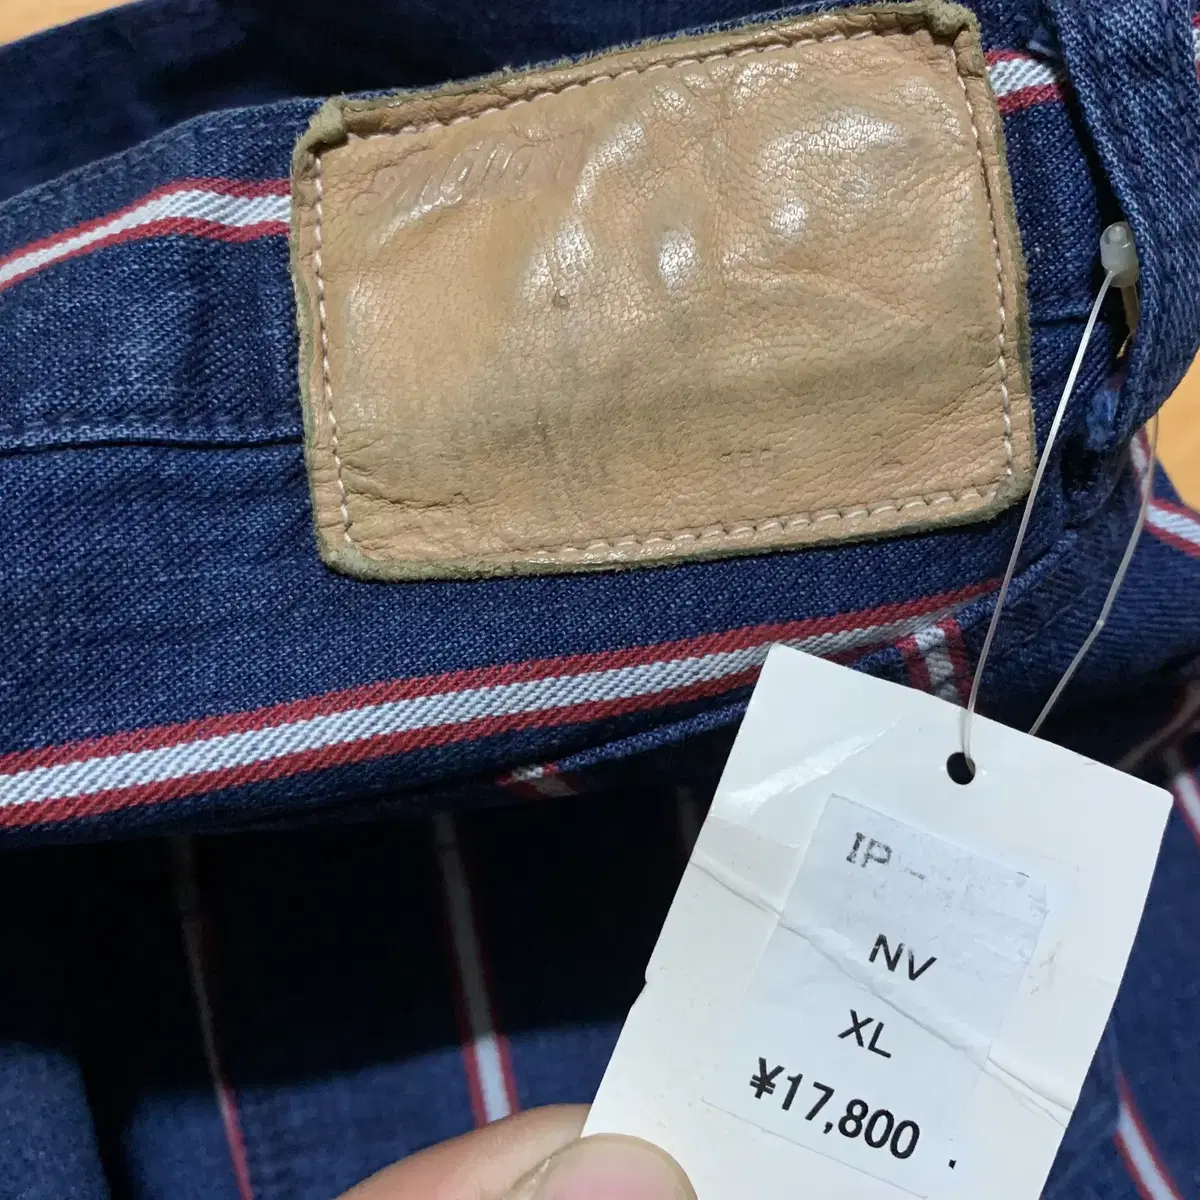 IP-
NV
XL
¥17,800